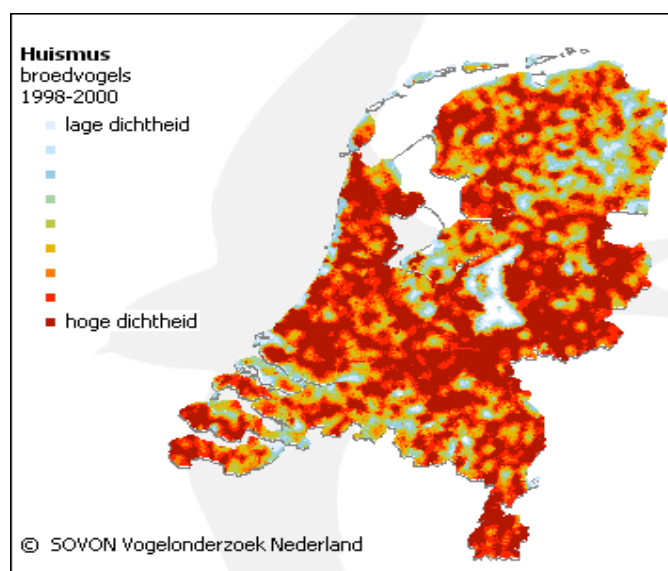 Huismus
broedvogels
1998-2000
lage dichtheid
hoge dichtheid
© SOVON Vogelonderzoek Nederland